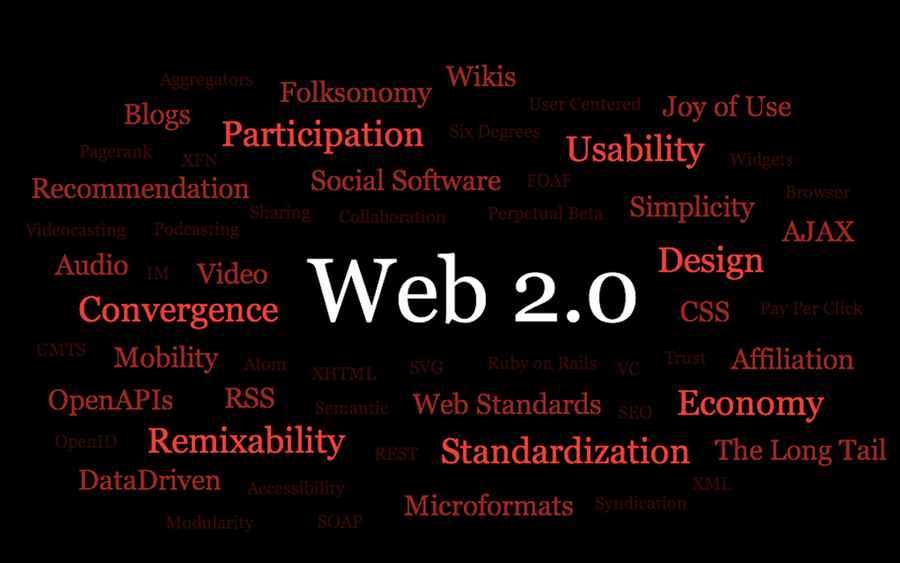 Wikis
Aggregators
Folksonomy
User Centered
Joy of Use
Blogs
Participation
Six Degrees
Usability
Pagerank
XFN
Widgets
Recommendation
Social Software
FOAF
Browser
Sharing
Collaboration
Perpetual Beta
Simplicity
Videocasting
Podcasting
AJAX
Audio
IM
Video
Web 2.0
Design
Convergence
CSS
Pay Per Click
UMTS
Mobility
Atom
XHTML
SVG
Ruby on Rails
VC
Trust
Affiliation
OpenAPIs
RSS
Semantic
Web Standards
SEO
Economy
OpenID
Remixability
REST
Standardization
The Long Tail
DataDriven
Accessibility
XML
Microformats
Syndication
Modularity
SOAP